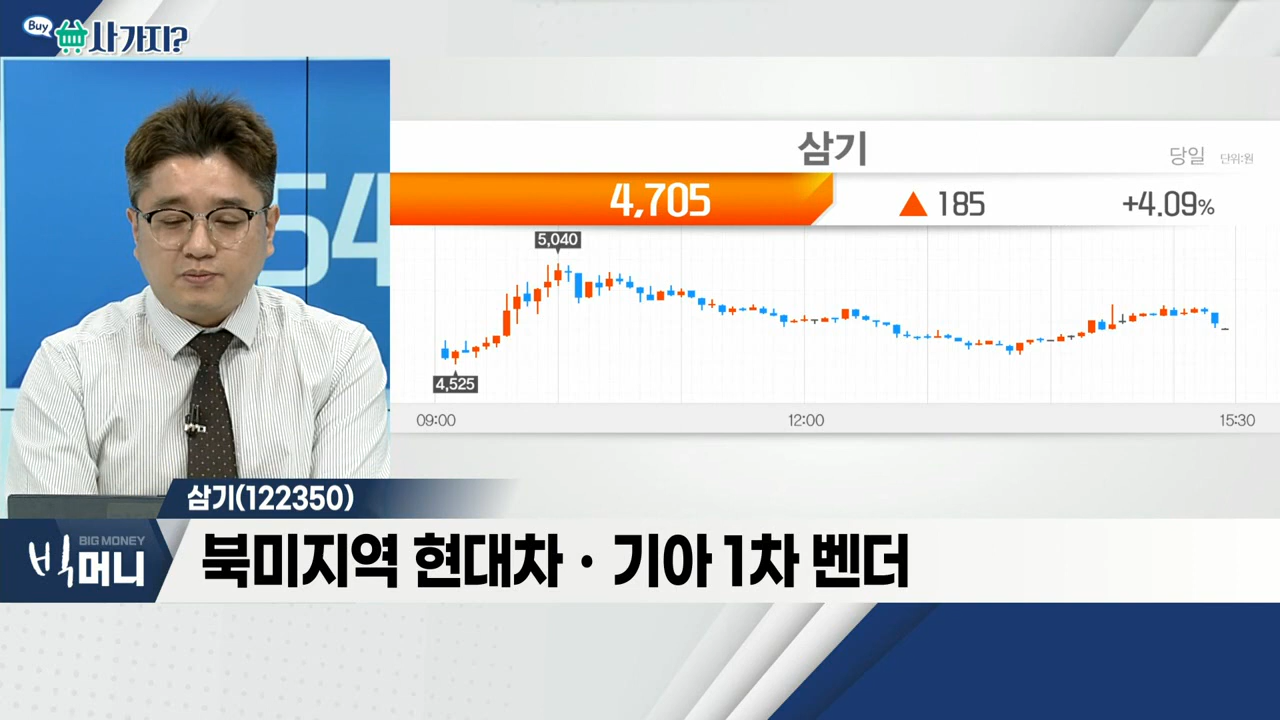 Buy
사가지?
54
삼기
당일 단위:원
4,705 ▲ 185 +4.09%
5,040
4,525
09:00 12:00 15:30
삼기(122350)
BIG MONEY
빅머니
북미지역 현대차·기아 1차 벤더